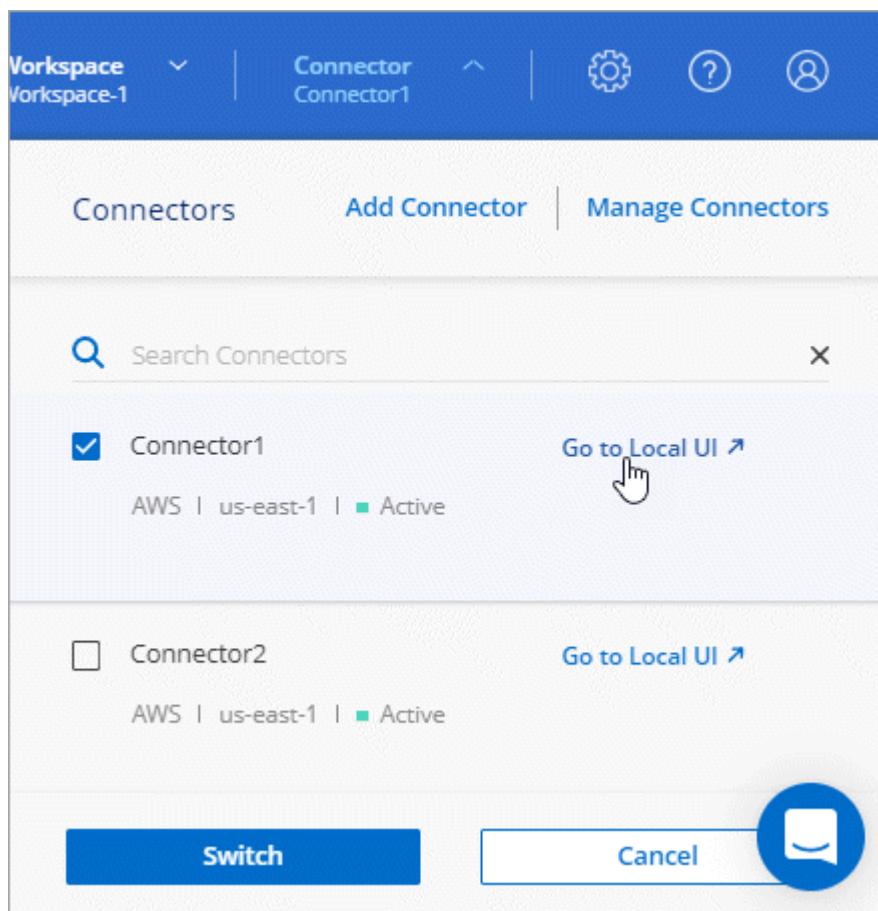 Workspace Connector
Workspace-1 Connector1
Connectors Add Connector Manage Connectors
Search Connectors
Connector1 Go to Local UI
AWS | us-east-1 | Active
Connector2 Go to Local UI
AWS | us-east-1 | Active
Switch Cancel